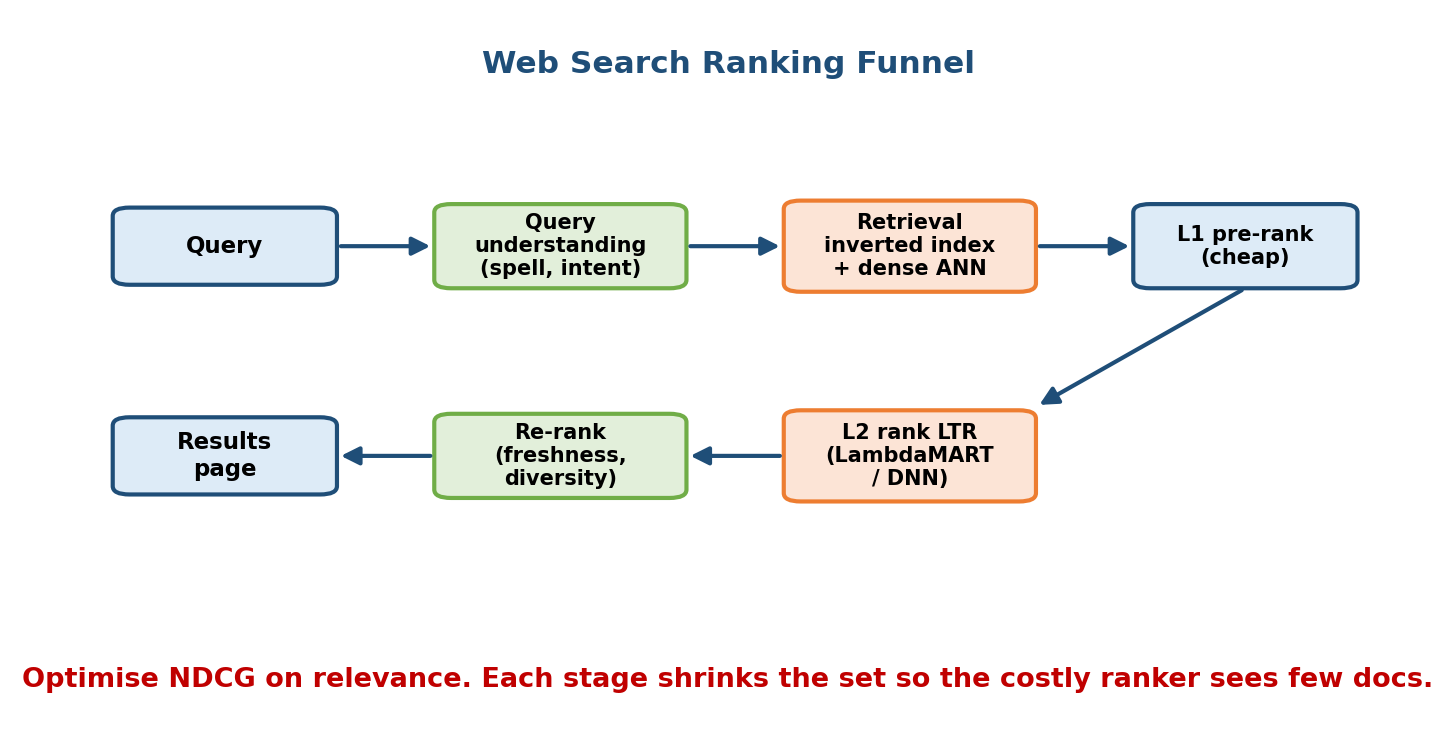 Web Search Ranking Funnel
Query
Query
understanding
(spell, intent)
Retrieval
inverted index
+ dense ANN
L1 pre-rank
(cheap)
L2 rank LTR
(LambdaMART
/ DNN)
Re-rank
(freshness,
diversity)
Results
page
Optimise NDCG on relevance. Each stage shrinks the set so the costly ranker sees few docs.